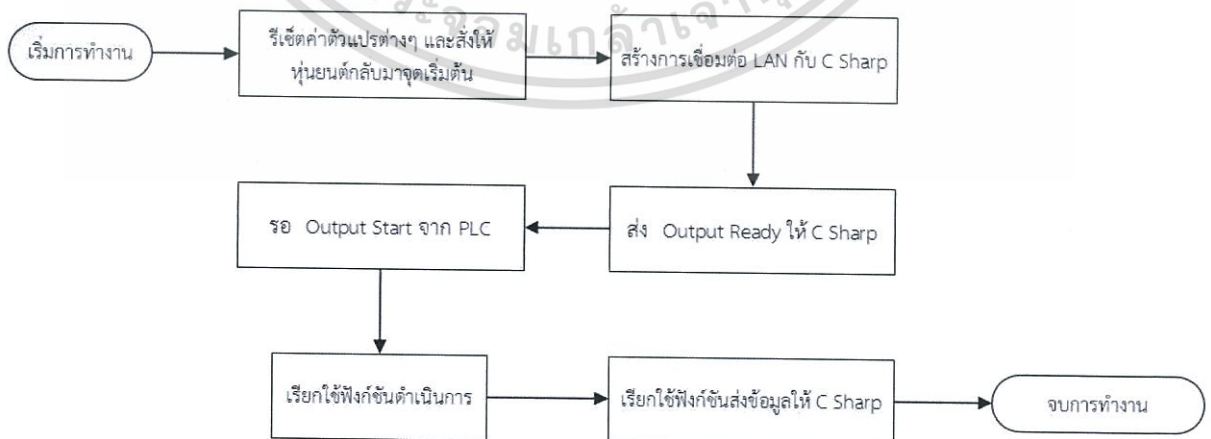 เริ่มการทำงาน
รีเซ็ตค่าตัวแปรต่างๆ และสั่งให้
หุ่นยนต์กลับมาจุดเริ่มต้น
สร้างการเชื่อมต่อ LAN กับ C Sharp
ส่ง Output Ready ให้ C Sharp
รอ Output Start จาก PLC
เรียกใช้ฟังก์ชันดำเนินการ
เรียกใช้ฟังก์ชันส่งข้อมูลให้ C Sharp
จบการทำงาน